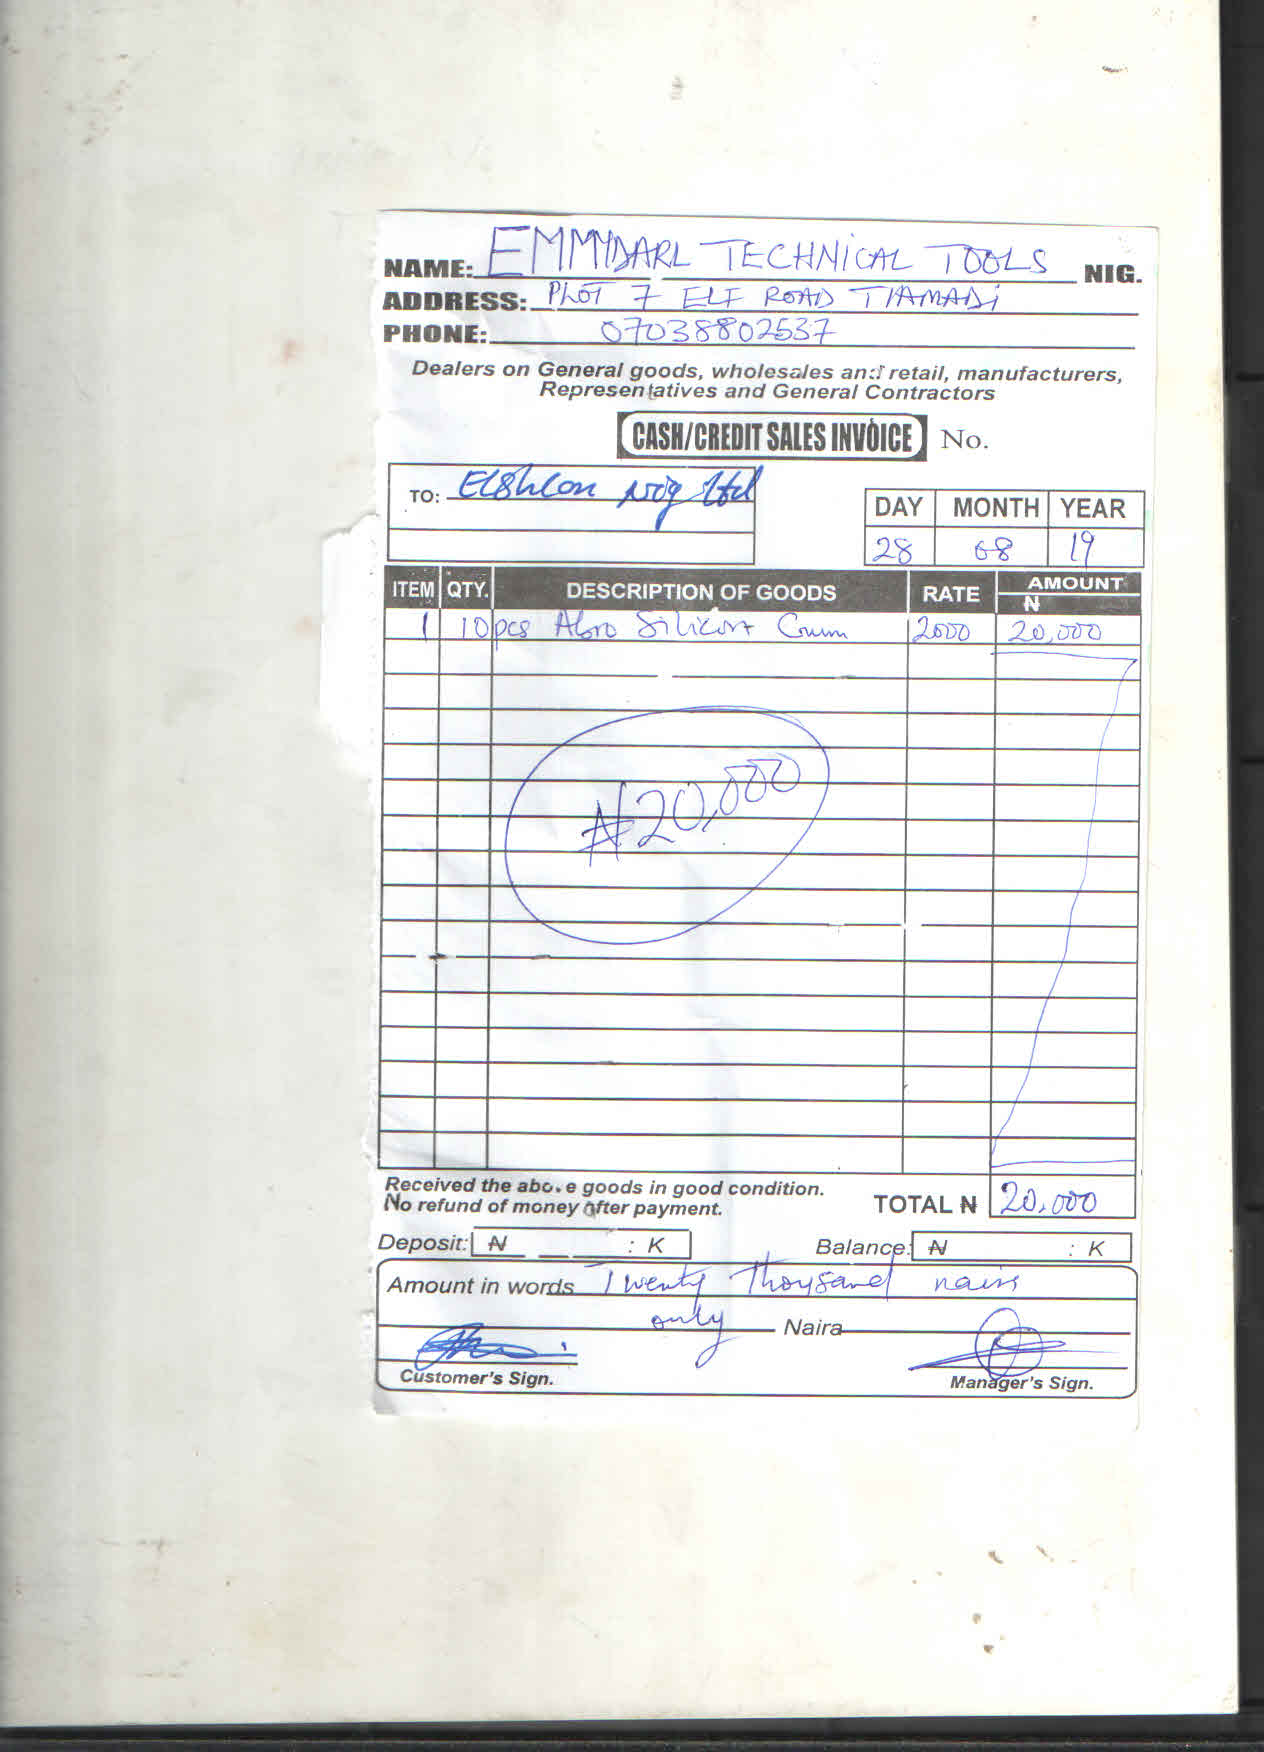 NAME: EMMYDARL TECHNICAL TOOLS NIG.
ADDRESS: PLOT 7 ELF ROAD
PHONE: 07038802537
Dealers on General goods, wholesales and retail, manufacturers,
Representatives and General Contractors
CASH/CREDIT SALES INVOICE No.
TO: Nig Ltd
DAY MONTH YEAR
28 08 19
ITEM QTY. DESCRIPTION OF GOODS RATE AMOUNT
₦
1 10pcs Abro Silicon 2000 20,000
₦20,000
Received the above goods in good condition.
No refund of money after payment.
TOTAL ₦ 20,000
Deposit: ₦ : K Balance: ₦ : K
Amount in words Twenty Thousand naira
only Naira
Customer's Sign. Manager's Sign.